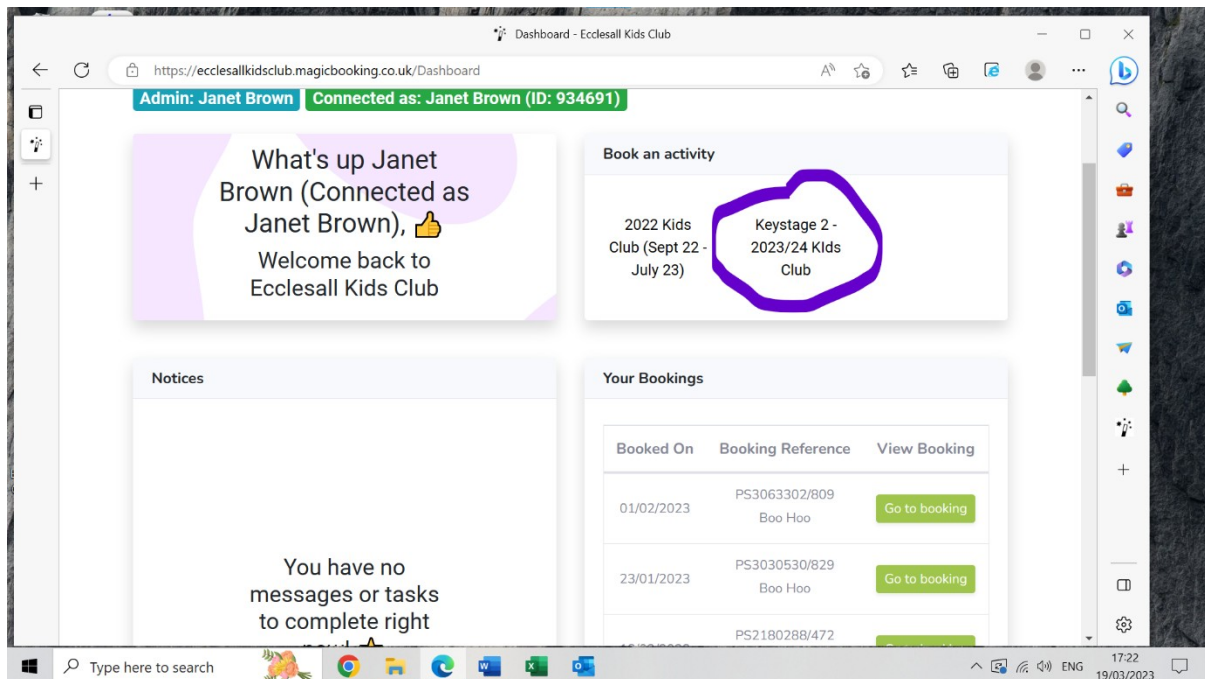 Dashboard - Ecclesall Kids Club
https://ecclesallkidsclub.magicbooking.co.uk/Dashboard
Admin: Janet Brown Connected as: Janet Brown (ID: 934691)
What's up Janet
Brown (Connected as
Janet Brown), 👍
Welcome back to
Ecclesall Kids Club
Book an activity
2022 Kids
Club (Sept 22 -
July 23)
Keystage 2 -
2023/24 KIds
Club
Notices
You have no
messages or tasks
to complete right
Your Bookings
Booked On Booking Reference View Booking
01/02/2023 PS3063302/809 Go to booking
Boo Hoo
23/01/2023 PS3030530/829 Go to booking
Boo Hoo
PS2180288/472
Type here to search
ENG
17:22
19/03/2023